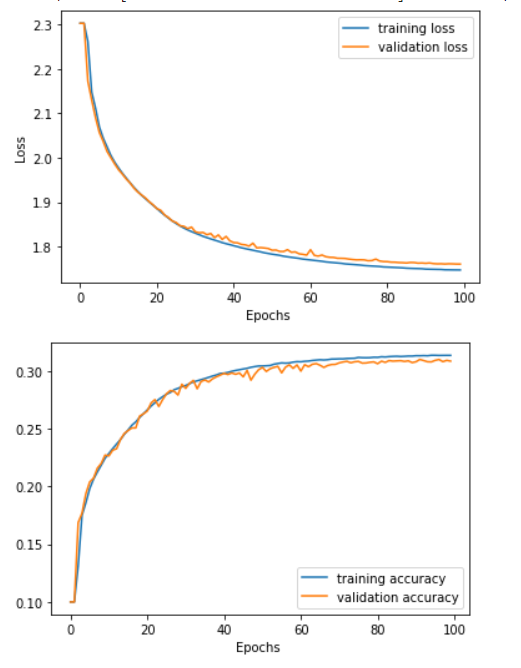 training loss
validation loss
2.3
2.2
2.1
2.0
1.9
1.8
Loss
0 20 40 60 80 100
Epochs
0.30
0.25
0.20
0.15
0.10
training accuracy
validation accuracy
0 20 40 60 80 100
Epochs